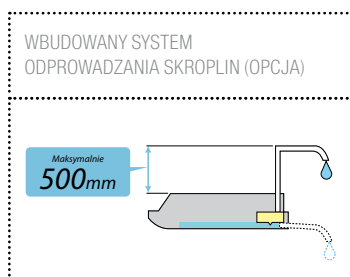 WBUDOWANY SYSTEM
ODPROWADZANIA SKROPLIN (OPCJA)
Maksymalnie
500mm